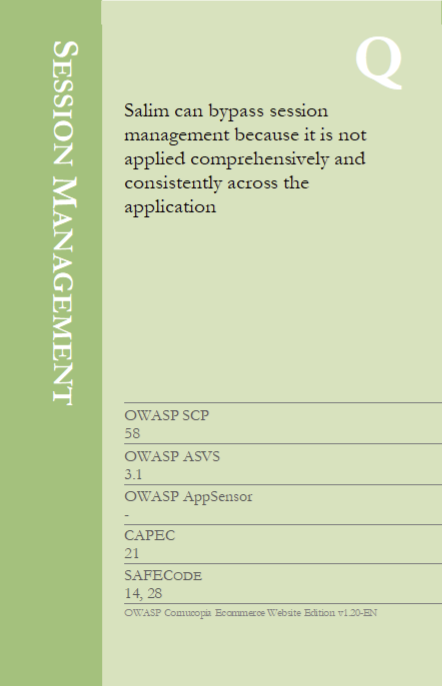 SESSION MANAGEMENT
Q
Salim can bypass session
management because it is not
applied comprehensively and
consistently across the
application
OWASP SCP
58
OWASP ASVS
3.1
OWASP AppSensor
-
CAPEC
21
SAFECODE
14, 28
OWASP Cornucopia Ecommerce Website Edition v1.20-EN